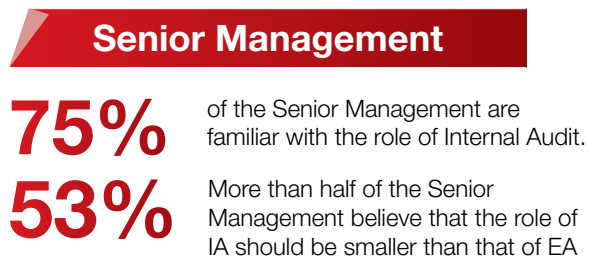 Senior Management
75%
of the Senior Management are
familiar with the role of Internal Audit.
53%
More than half of the Senior
Management believe that the role of
IA should be smaller than that of EA